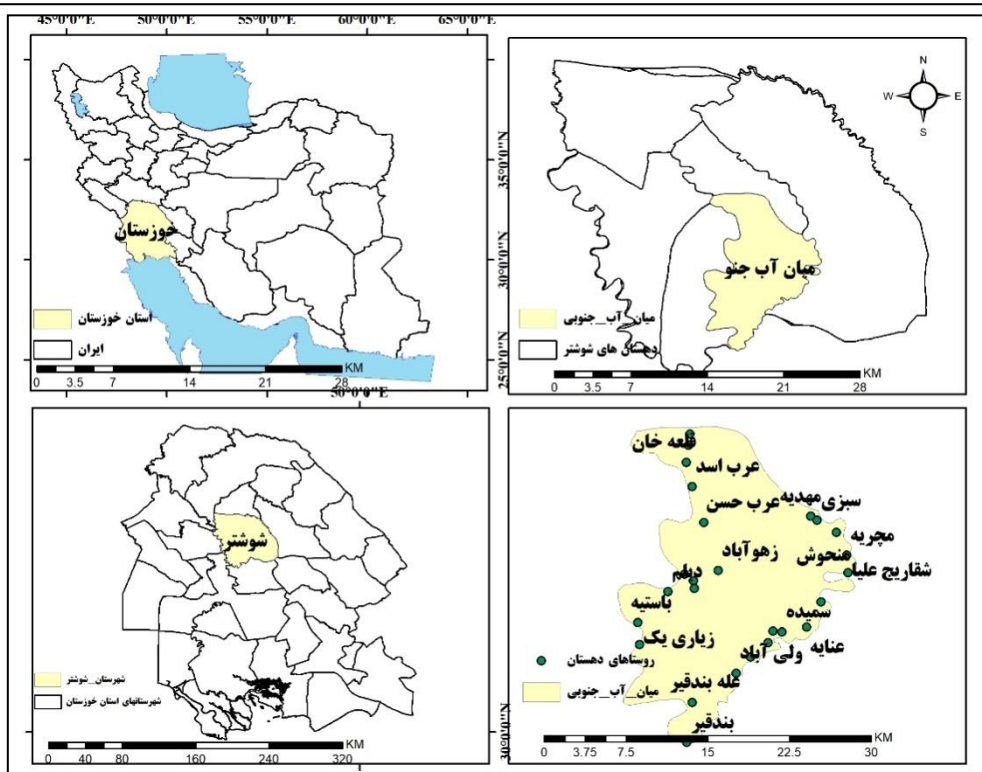 45°0'0"E 50°0'0"E 55°0'0"E 60°0'0"E 65°0'0"E
خوزستان
استان خوزستان
ایران
KM
0 3.5 7 14 21 28
35°0'0"N
30°0'0"N
25°0'0"N
50°0'0"E
N
W E
S
میان آب جنو
میان_آب_جنوبی
دهستان های شوشتر
KM
0 3.5 7 14 21 28
شوشتر
شهرستان_شوشتر
شهرستانهای استان خوزستان
KM
0 40 80 160 240 320
30°0'0"N
قلعه خان
عرب اسد
عرب حسن
مهدیه
سبزی
مچریه
منحوش
شقاریج علیا
زهوآباد
دیلم
باستیه
سمیده
عنایه
زیاری یک
ولی آباد
عله بندقیر
بندقیر
روستاهای دهستان
میان_آب_جنوبی
KM
0 3.75 7.5 15 22.5 30